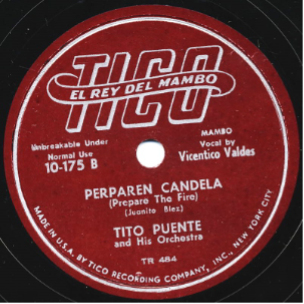 TICO
EL REY DEL MAMBO
Unbreakable Under
Normal Use
10-175 B
MAMBO
Vocal by
Vicentico Valdes
PERPAREN CANDELA
(Prepare The Fire)
(Juanito Blez)
TITO PUENTE
and His Orchestra
TR 484
MADE IN U.S.A. BY TICO RECORDING COMPANY, INC., NEW YORK CITY